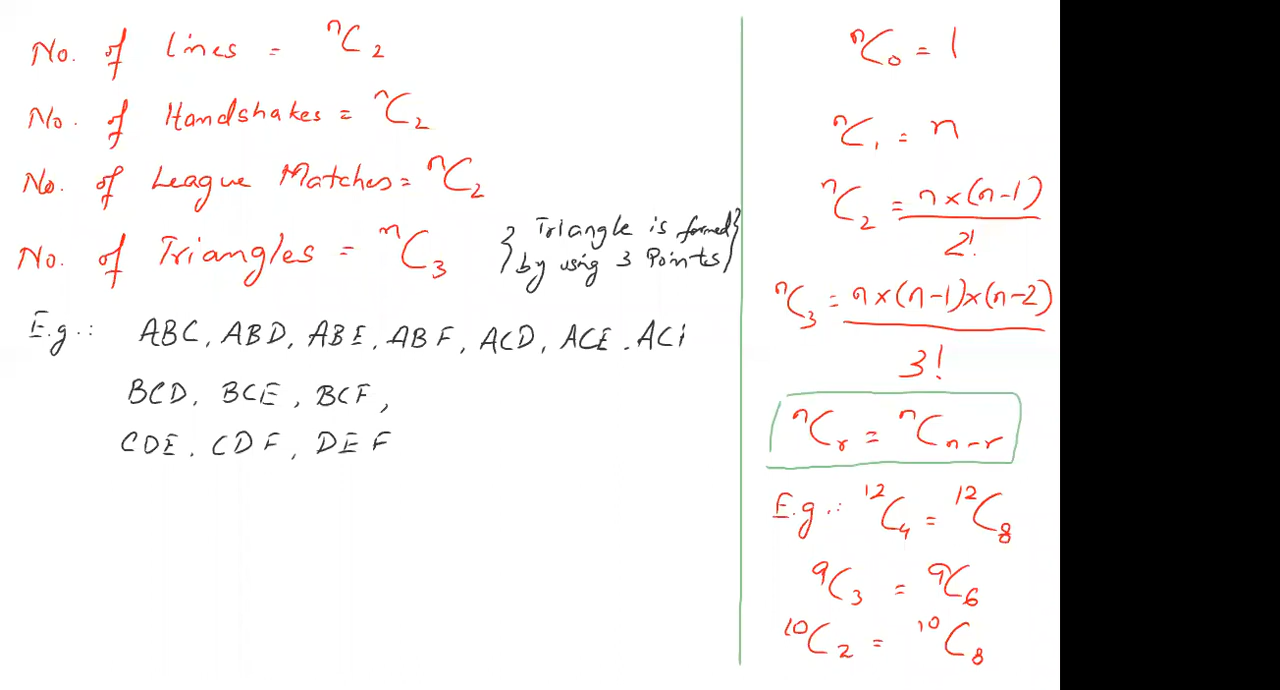 No. of lines = ⁿC₂
No. of Handshakes = ⁿC₂
No. of League Matches = ⁿC₂
No. of Triangles = ⁿC₃ {Triangle is formed
by using 3 Points}
E.g.: ABC, ABD, ABE, ABF, ACD, ACE, 
BCD, BCE, BCF,
CDE, CDF, DEF
ⁿC₀ = 1
ⁿC₁ = n
ⁿC₂ = n×(n-1)
2!
ⁿC₃ = n×(n-1)×(n-2)
3!
ⁿCᵣ = ⁿCₙ₋ᵣ
E.g.: ¹²C₄ = ¹²C₈
⁹C₃ = ⁹C₆
¹⁰C₂ = ¹⁰C₈